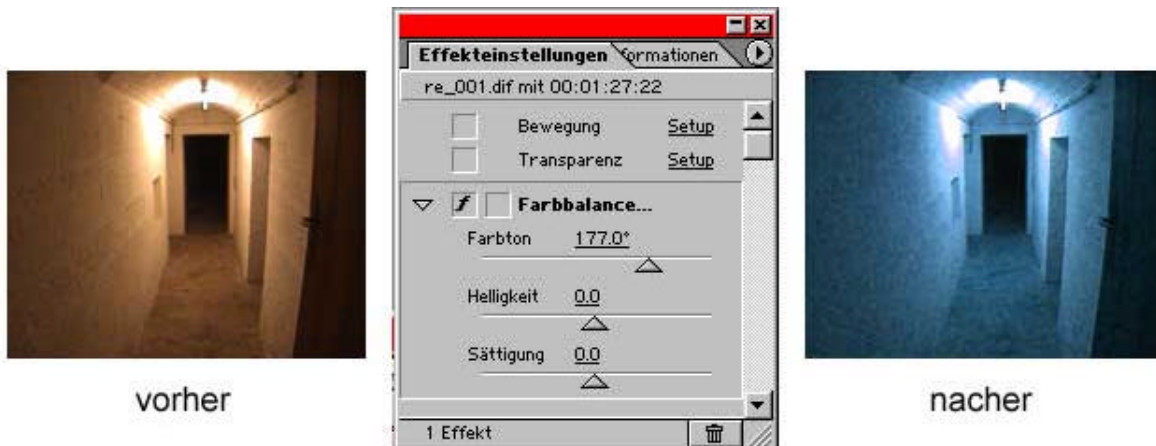 Effekteinstellungen formationen
re_001.dif mit 00:01:27:22
Bewegung Setup
Transparenz Setup
f Farbbalance...
Farbton 177.0°
Helligkeit 0.0
Sättigung 0.0
1 Effekt
vorher
nacher